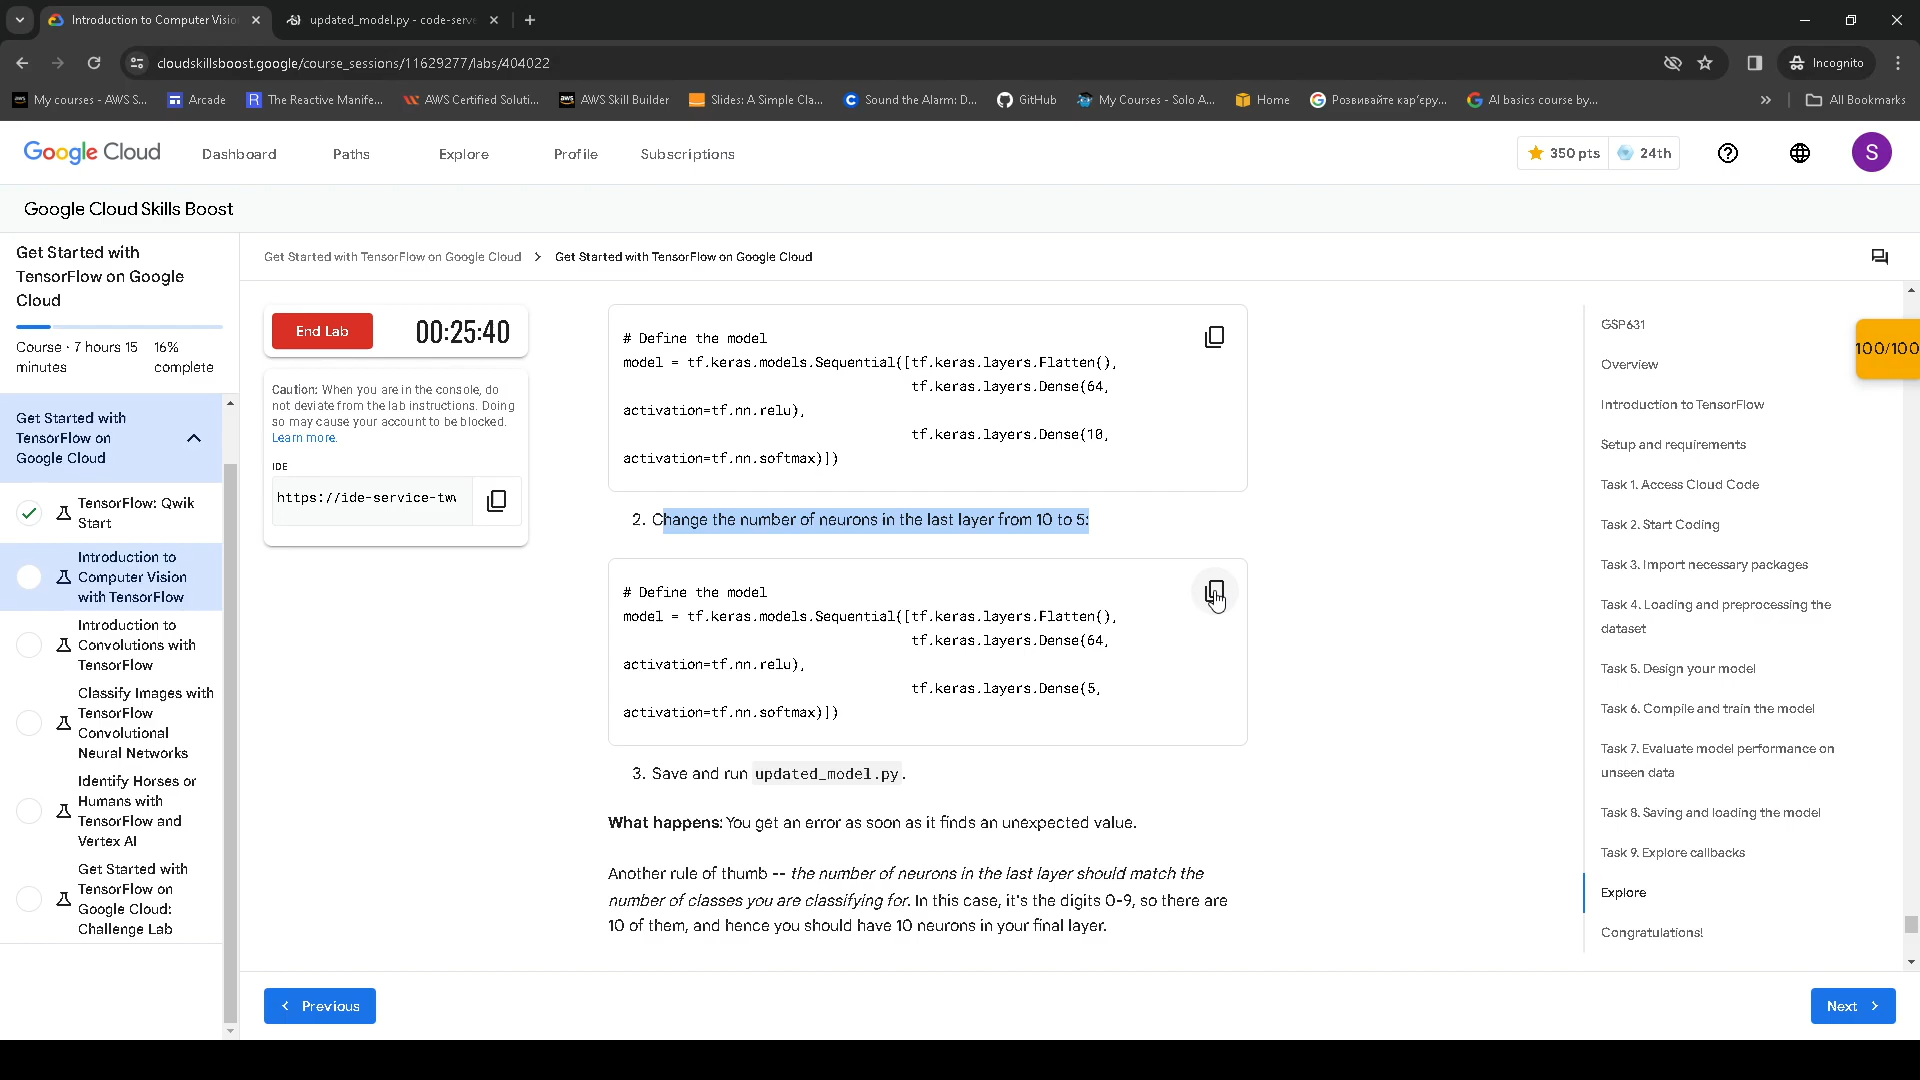 Introduction to Computer Visio
updated_model.py - code-serve
cloudskillsboost.google/course_sessions/11629277/labs/404022
Incognito
My courses - AWS S...
Arcade
The Reactive Manife...
AWS Certified Soluti...
AWS Skill Builder
Slides: A Simple Cla...
Sound the Alarm: D...
GitHub
My Courses - Solo A...
Home
Розвивайте кар'єру...
AI basics course by...
»
All Bookmarks
Google Cloud
Dashboard
Paths
Explore
Profile
Subscriptions
350 pts
24th
S
Google Cloud Skills Boost
Get Started with
TensorFlow on Google
Cloud
Course · 7 hours 15
minutes
16%
complete
Get Started with
TensorFlow on
Google Cloud
TensorFlow: Qwik
Start
Introduction to
Computer Vision
with TensorFlow
Introduction to
Convolutions with
TensorFlow
Classify Images with
TensorFlow
Convolutional
Neural Networks
Identify Horses or
Humans with
TensorFlow and
Vertex AI
Get Started with
TensorFlow on
Google Cloud:
Challenge Lab
Get Started with TensorFlow on Google Cloud > Get Started with TensorFlow on Google Cloud
End Lab
00:25:40
Caution: When you are in the console, do
not deviate from the lab instructions. Doing
so may cause your account to be blocked.
Learn more.
IDE
https://ide-service-tw
# Define the model
model = tf.keras.models.Sequential([tf.keras.layers.Flatten(),
tf.keras.layers.Dense(64,
activation=tf.nn.relu),
tf.keras.layers.Dense(10,
activation=tf.nn.softmax)])
2. Change the number of neurons in the last layer from 10 to 5:
# Define the model
model = tf.keras.models.Sequential([tf.keras.layers.Flatten(),
tf.keras.layers.Dense(64,
activation=tf.nn.relu),
tf.keras.layers.Dense(5,
activation=tf.nn.softmax)])
3. Save and run updated_model.py.
What happens: You get an error as soon as it finds an unexpected value.
Another rule of thumb -- the number of neurons in the last layer should match the
number of classes you are classifying for. In this case, it's the digits 0-9, so there are
10 of them, and hence you should have 10 neurons in your final layer.
GSP631
Overview
Introduction to TensorFlow
Setup and requirements
Task 1. Access Cloud Code
Task 2. Start Coding
Task 3. Import necessary packages
Task 4. Loading and preprocessing the
dataset
Task 5. Design your model
Task 6. Compile and train the model
Task 7. Evaluate model performance on
unseen data
Task 8. Saving and loading the model
Task 9. Explore callbacks
Explore
Congratulations!
100/100
Previous
Next